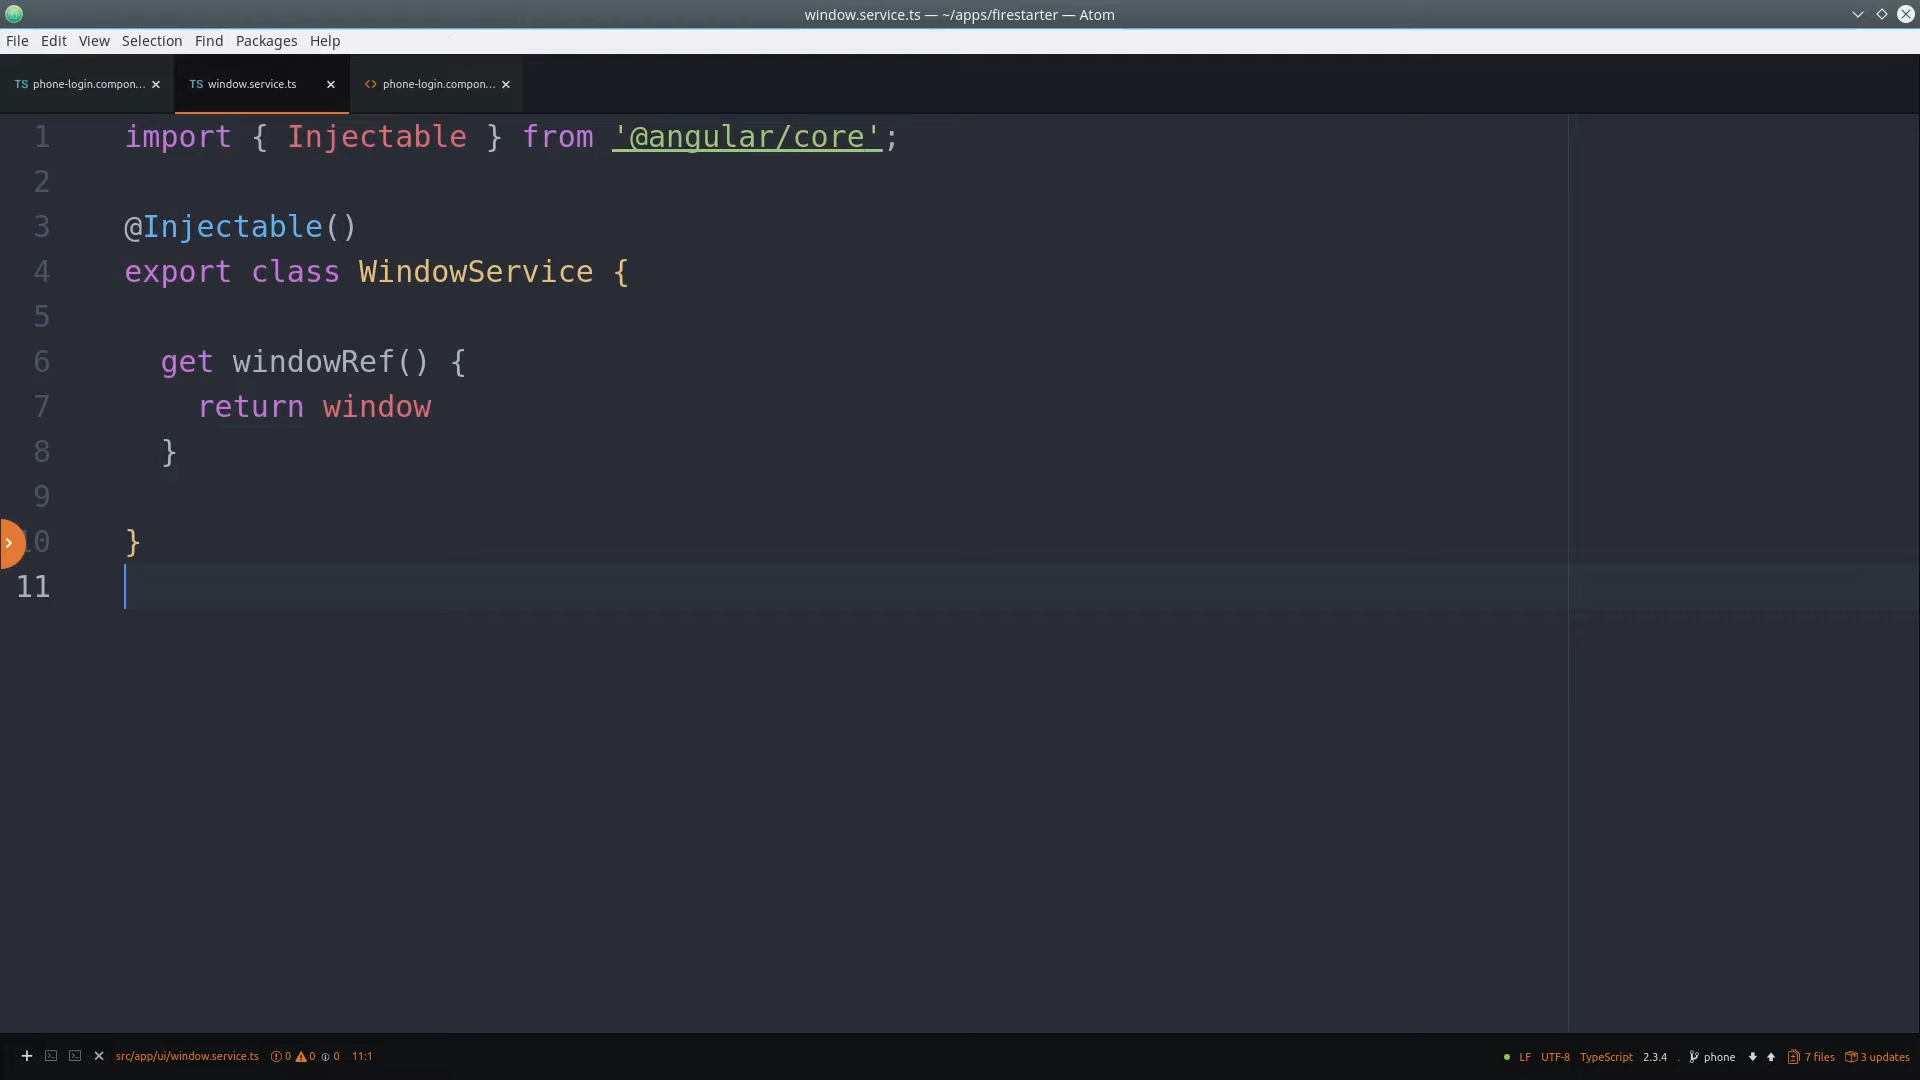 window.service.ts — ~/apps/firestarter — Atom
File Edit View Selection Find Packages Help
TS phone-login.compon... × TS window.service.ts × <> phone-login.compon... ×
1 import { Injectable } from '@angular/core';
2
3 @Injectable()
4 export class WindowService {
5
6 get windowRef() {
7 return window
8 }
9
10 }
11
src/app/ui/window.service.ts 0 0 0 11:1 LF UTF-8 TypeScript 2.3.4 . phone 7 files 3 updates